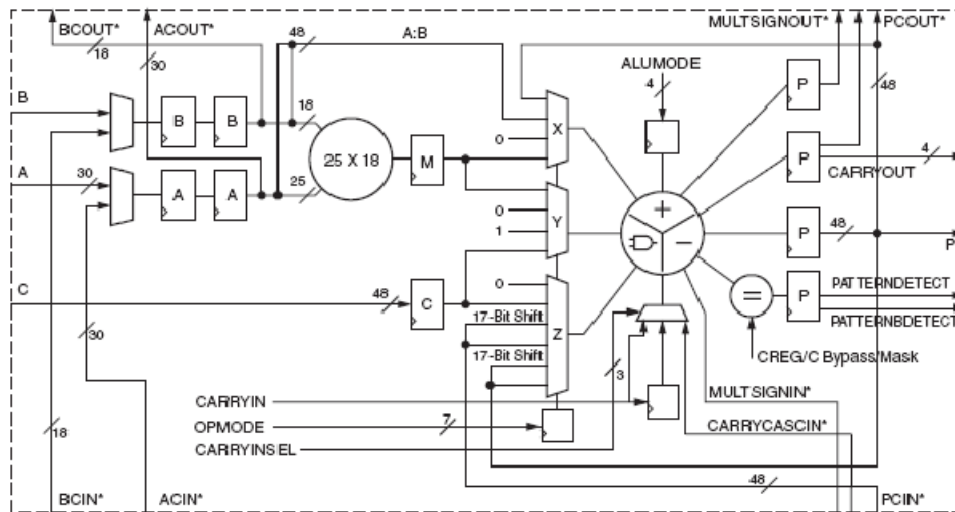 BCOUT* ACOUT* MULTSIGNOUT* PCOUT*
18 30 48 A:B ALUMODE 4 48
B 18 B B X P
0
25 X 18 M P 4
CARRYOUT
A 30 A A 25
0 Y + P 48
1 - P
C 48 C 0 = P PATTERNDETECT
PATTERNBDETECT
17-Bit Shift Z
30 17-Bit Shift CREG/C Bypass/Mask
3 MULTSIGNIN*
CARRYIN
18 OPMODE 7 CARRYCASCIN*
CARRYINSEL
48
BCIN* ACIN* PCIN*